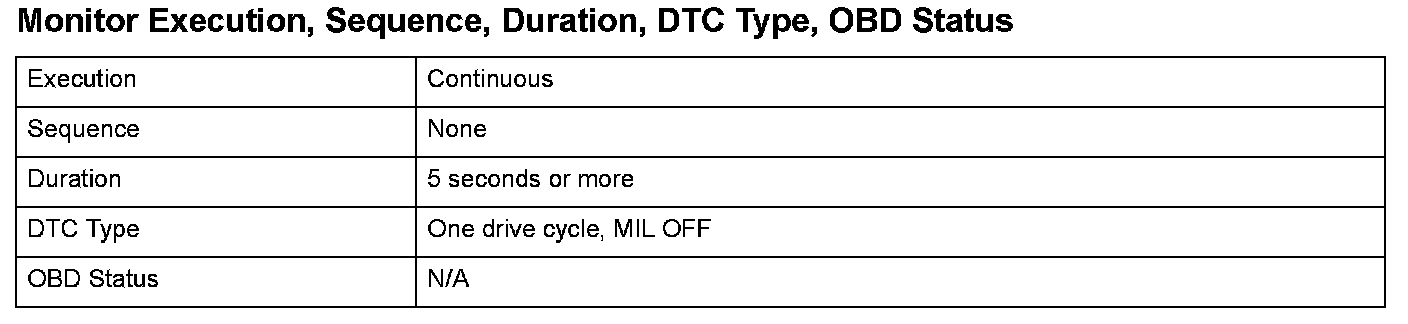 Monitor Execution, Sequence, Duration, DTC Type, OBD Status
Execution Continuous
Sequence None
Duration 5 seconds or more
DTC Type One drive cycle, MIL OFF
OBD Status N/A